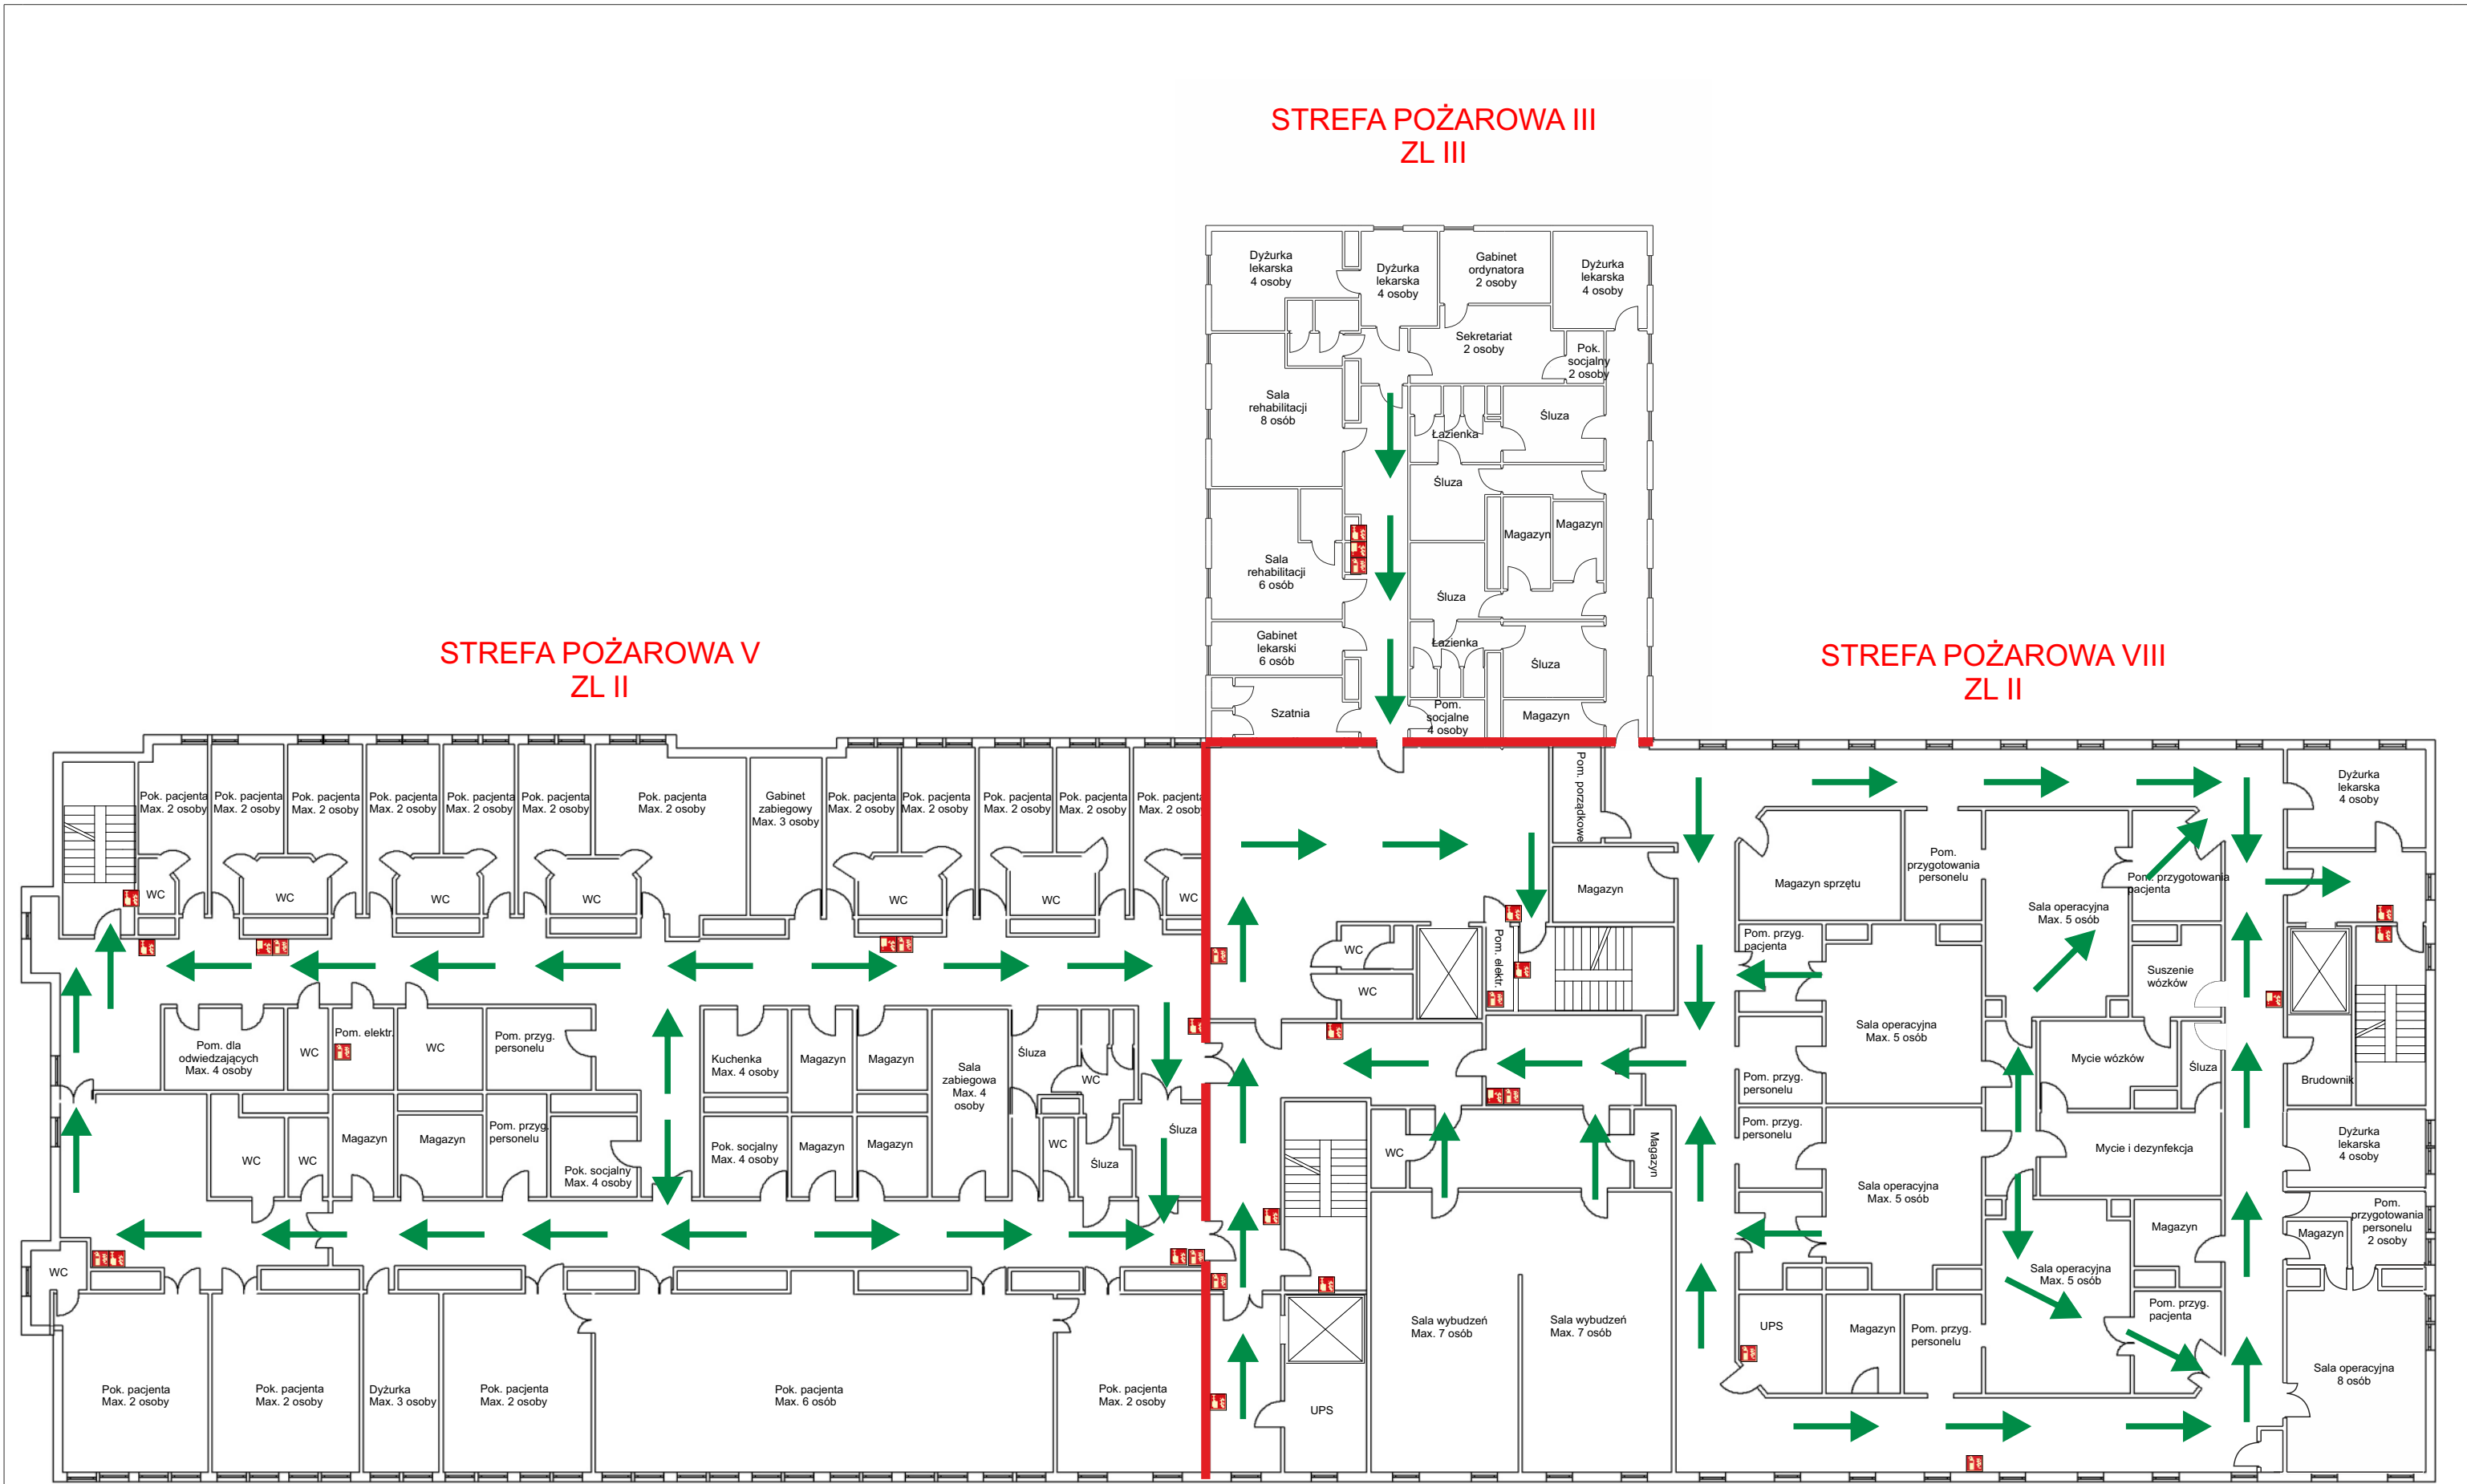 STREFA POŻAROWA III
ZL III
Dyżurka
lekarska
4 osoby
Dyżurka
lekarska
4 osoby
Gabinet
ordynatora
2 osoby
Dyżurka
lekarska
4 osoby
Sekretariat
2 osoby
Pok.
socjalny
2 osoby
Sala
rehabilitacji
8 osób
Łazienka
Śluza
Śluza
Magazyn
Magazyn
Sala
rehabilitacji
6 osób
Śluza
Gabinet
lekarski
6 osób
Łazienka
Śluza
Szatnia
Pom.
socjalne
4 osoby
Magazyn
STREFA POŻAROWA V
ZL II
Pok. pacjenta
Max. 2 osoby
Pok. pacjenta
Max. 2 osoby
Pok. pacjenta
Max. 2 osoby
Pok. pacjenta
Max. 2 osoby
Pok. pacjenta
Max. 2 osoby
Pok. pacjenta
Max. 2 osoby
Pok. pacjenta
Max. 2 osoby
Gabinet
zabiegowy
Max. 3 osoby
Pok. pacjenta
Max. 2 osoby
Pok. pacjenta
Max. 2 osoby
Pok. pacjenta
Max. 2 osoby
Pok. pacjenta
Max. 2 osoby
Pok. pacjenta
Max. 2 osoby
WC
WC
WC
WC
WC
WC
WC
Pom. dla
odwiedzających
Max. 4 osoby
WC
Pom. elektr.
WC
Pom. przyg.
personelu
Kuchenka
Max. 4 osoby
Magazyn
Magazyn
Sala
zabiegowa
Max. 4
osoby
Śluza
WC
WC
WC
Magazyn
Magazyn
Pom. przyg.
personelu
Pok. socjalny
Max. 4 osoby
Pok. socjalny
Max. 4 osoby
Magazyn
Magazyn
WC
Śluza
Śluza
WC
Pok. pacjenta
Max. 2 osoby
Pok. pacjenta
Max. 2 osoby
Dyżurka
Max. 3 osoby
Pok. pacjenta
Max. 2 osoby
Pok. pacjenta
Max. 6 osób
Pok. pacjenta
Max. 2 osoby
STREFA POŻAROWA VIII
ZL II
Pom. porządkowe
Magazyn
WC
WC
Pom. elektr.
WC
Magazyn
Sala wybudzeń
Max. 7 osób
Sala wybudzeń
Max. 7 osób
UPS
Magazyn sprzętu
Pom.
przygotowania
personelu
Sala operacyjna
Max. 5 osób
Pom. przygotowania
pacjenta
Dyżurka
lekarska
4 osoby
Pom. przyg.
pacjenta
Sala operacyjna
Max. 5 osób
Suszenie
wózków
Mycie wózków
Śluza
Brudownik
Pom. przyg.
personelu
Pom. przyg.
personelu
Mycie i dezynfekcja
Dyżurka
lekarska
4 osoby
Sala operacyjna
Max. 5 osób
Magazyn
Magazyn
Pom.
przygotowania
personelu
2 osoby
Sala operacyjna
Max. 5 osób
Pom. przyg.
pacjenta
UPS
Magazyn
Pom. przyg.
personelu
Sala operacyjna
8 osób